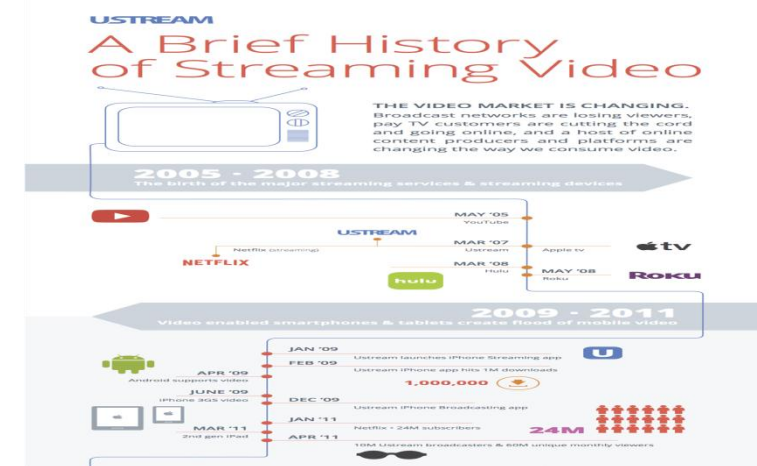 USTREAM
A Brief History
of Streaming Video
THE VIDEO MARKET IS CHANGING.
Broadcast networks are losing viewers,
pay TV customers are cutting the cord
and going online, and a host of online
content producers and platforms are
changing the way we consume video.
2005 - 2008
The birth of the major streaming services & streaming devices
MAY '05
YouTube
USTREAM
MAR '07
Netflix (streaming)
Ustream
Apple tv
tv
NETFLIX
MAR '08
Hulu
hulu
MAY '08
Roku
ROKU
2009 - 2011
Video enabled smartphones & tablets create flood of mobile video
JAN '09
Ustream launches iPhone Streaming app
U
FEB '09
Ustream iPhone app hits 1M downloads
1,000,000
APR '09
Android supports video
JUNE '09
iPhone 3GS video
DEC '09
Ustream iPhone Broadcasting app
JAN '11
Netflix - 24M subscribers
24M
MAR '11
2nd gen iPad
APR '11
10M Ustream broadcasters & 60M unique monthly viewers